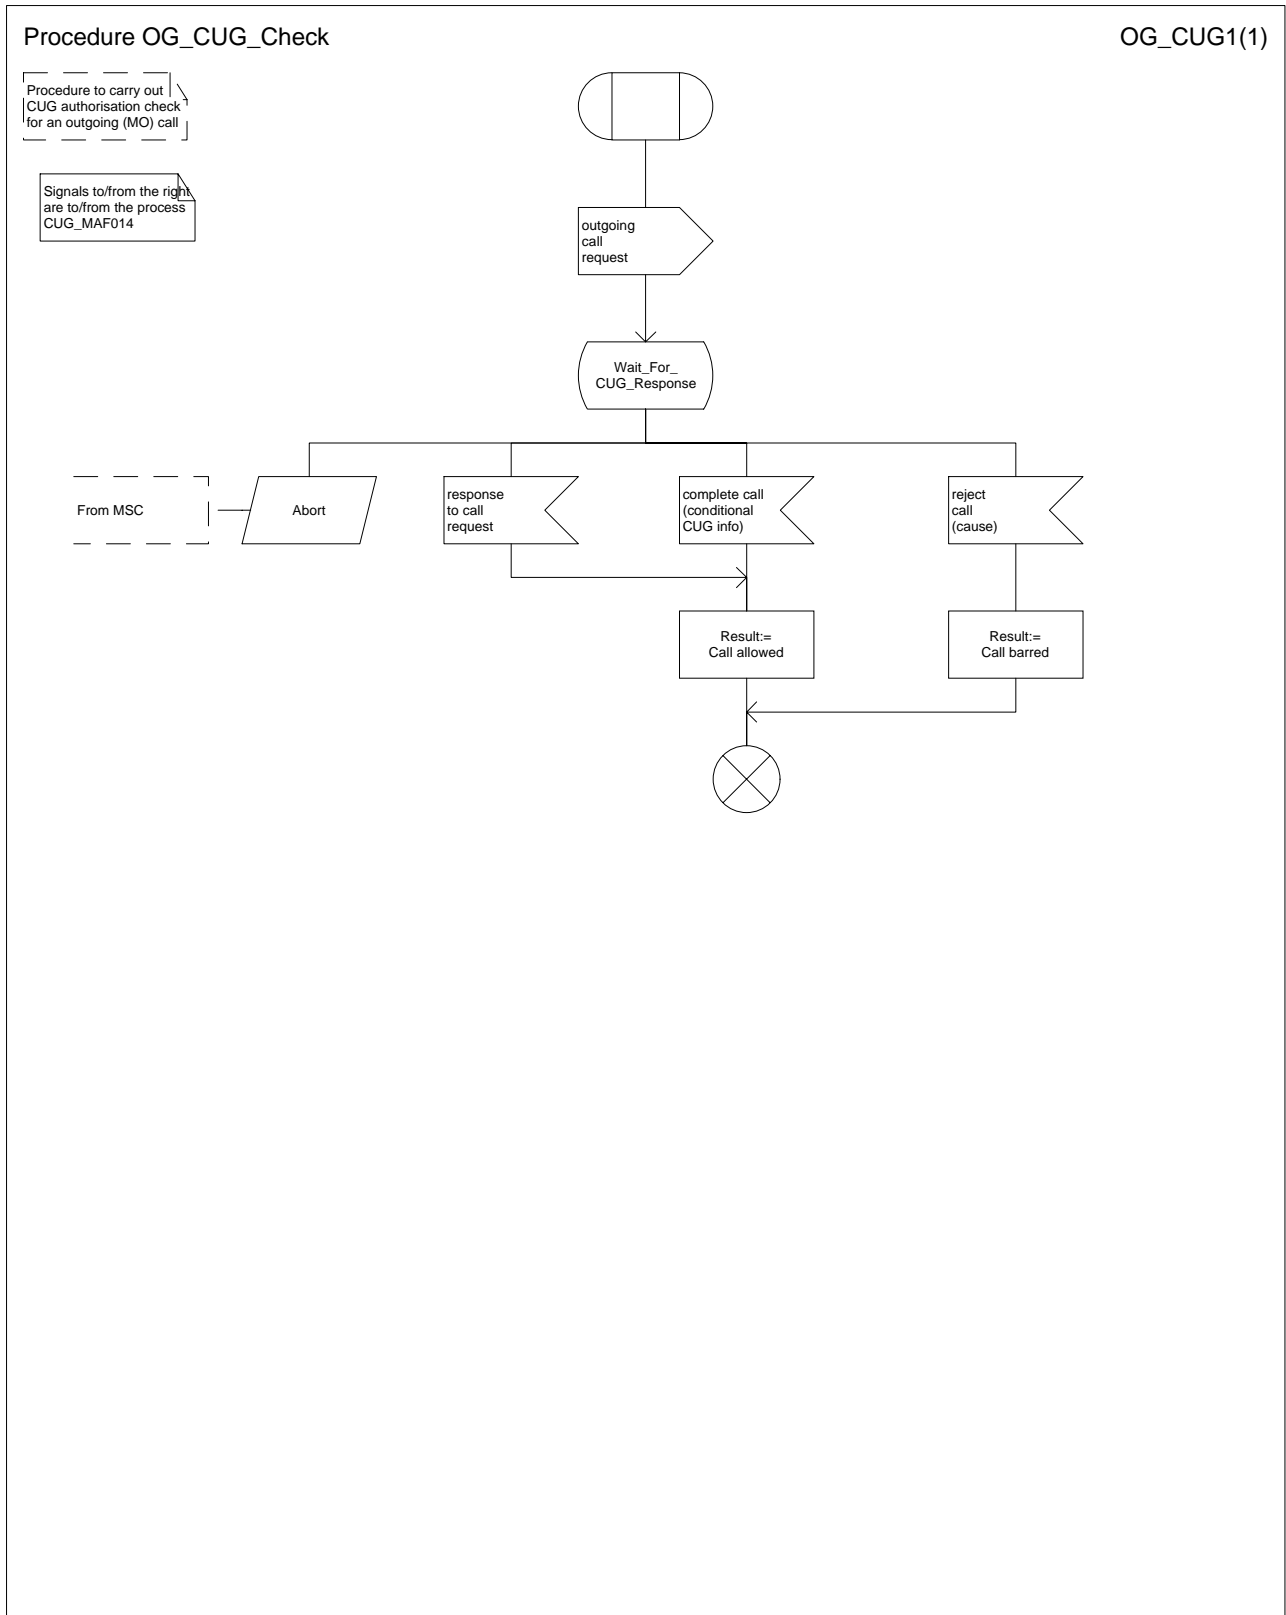 Procedure OG_CUG_Check
OG_CUG1(1)
Procedure to carry out
CUG authorisation check
for an outgoing (MO) call
Signals to/from the right
are to/from the process
CUG_MAF014
outgoing
call
request
Wait_For_
CUG_Response
From MSC
Abort
response
to call
request
complete call
(conditional
CUG info)
reject
call
(cause)
Result:=
Call allowed
Result:=
Call barred